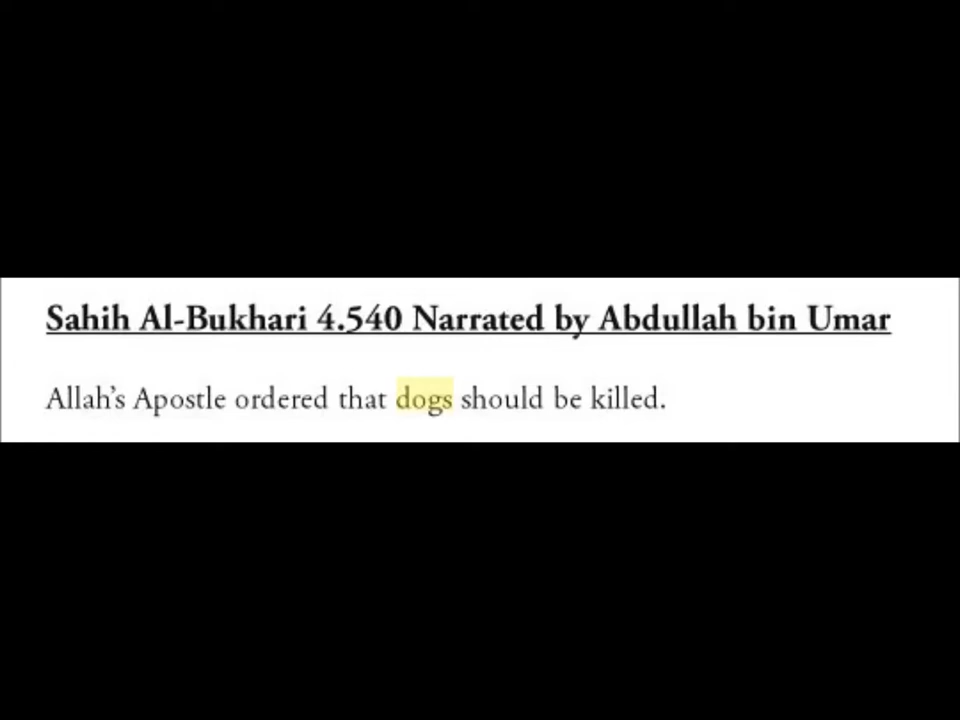 Sahih Al-Bukhari 4.540 Narrated by Abdullah bin Umar
Allah's Apostle ordered that dogs should be killed.